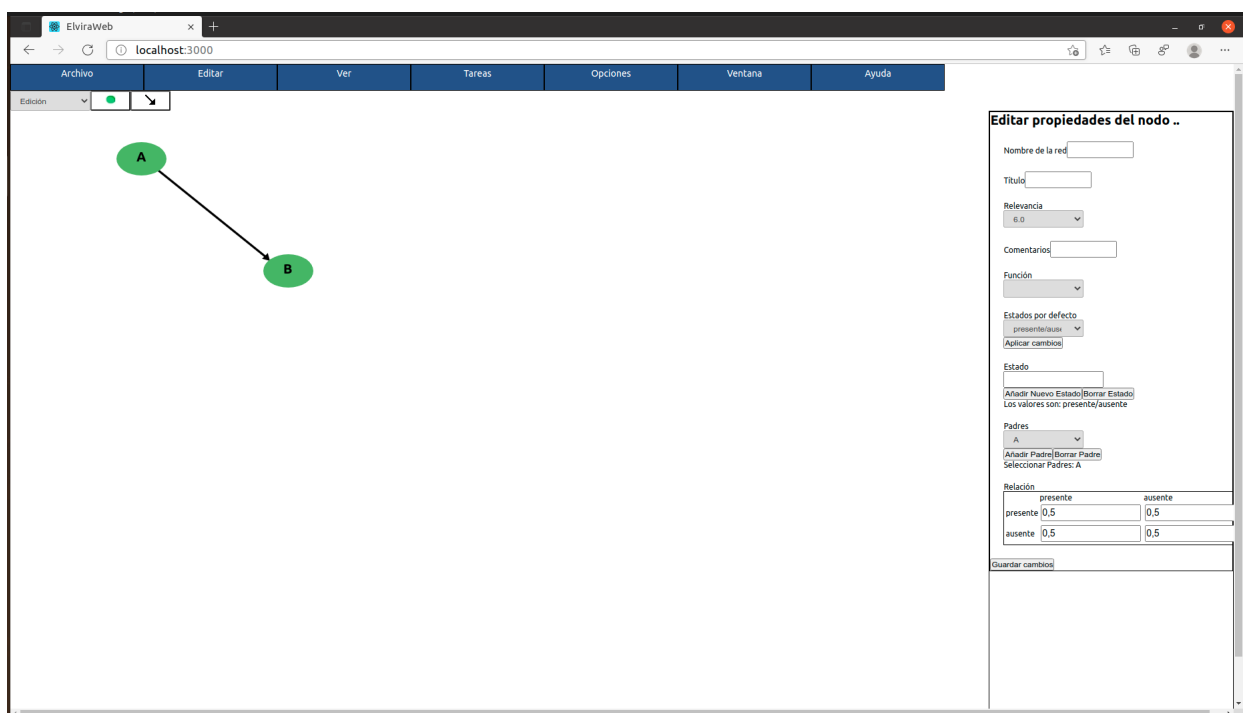 ElviraWeb
localhost:3000
Archivo Editar Ver Tareas Opciones Ventana Ayuda
Edición
A
B
Editar propiedades del nodo ..
Nombre de la red
Título
Relevancia
6.0
Comentarios
Función
Estados por defecto
presente/ause
Aplicar cambios
Estado
Añadir Nuevo Estado Borrar Estado
Los valores son: presente/ausente
Padres
A
Añadir Padre Borrar Padre
Seleccionar Padres: A
Relación
presente ausente
presente 0,5 0,5
ausente 0,5 0,5
Guardar cambios